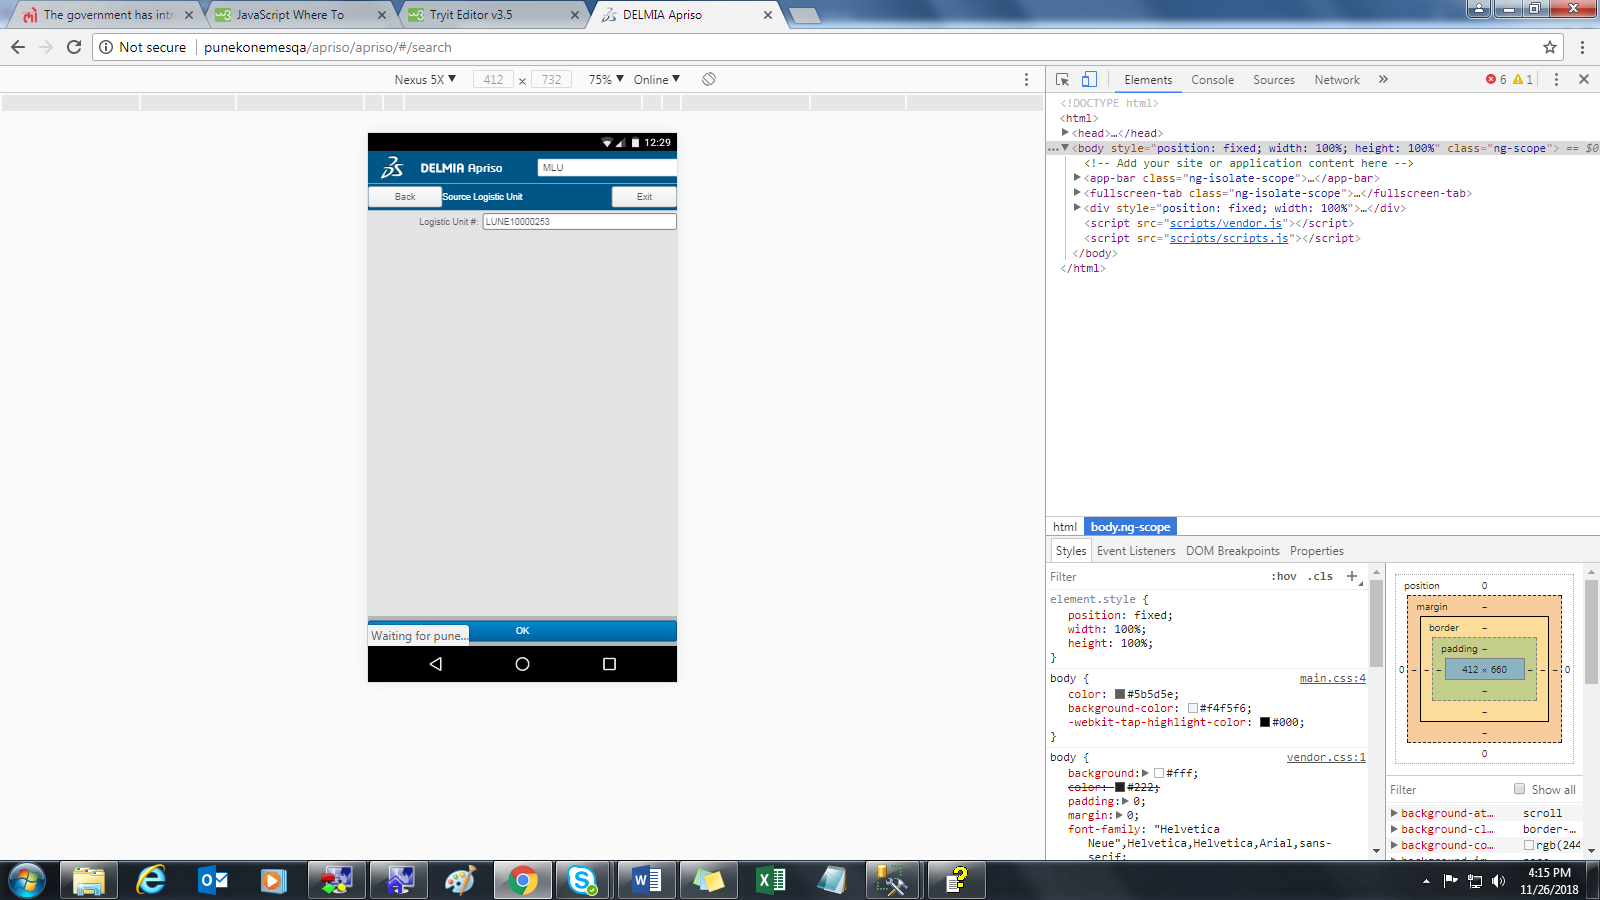 The government has intr
JavaScript Where To
Tryit Editor v3.5
DELMIA Apriso
Not secure
punekonemesqa/apriso/apriso/#/search
Nexus 5X ▼
412 × 732
75% ▼
Online ▼
Elements
Console
Sources
Network
»
6
1
12:29
DELMIA Apriso
MLU
Back
Source Logistic Unit
Exit
Logistic Unit #:
LUNE10000253
OK
Waiting for pune...
<!DOCTYPE html>
<html>
<head>…</head>
<body style="position: fixed; width: 100%; height: 100%" class="ng-scope"> == $0
<!-- Add your site or application content here -->
<app-bar class="ng-isolate-scope">…</app-bar>
<fullscreen-tab class="ng-isolate-scope">…</fullscreen-tab>
<div style="position: fixed; width: 100%">…</div>
<script src="scripts/vendor.js"></script>
<script src="scripts/scripts.js"></script>
</body>
</html>
html
body.ng-scope
Styles
Event Listeners
DOM Breakpoints
Properties
Filter
:hov
.cls
+
element.style {
position: fixed;
width: 100%;
height: 100%;
}
body {
main.css:4
color: #5b5d5e;
background-color: #f4f5f6;
-webkit-tap-highlight-color: #000;
}
body {
vendor.css:1
background: #fff;
color: #222;
padding: 0;
margin: 0;
font-family: "Helvetica
Neue",Helvetica,Helvetica,Arial,sans-
serif;
position 0
margin –
border –
padding –
0 – – – 412 × 660 – – – 0
–
–
–
0
Filter
Show all
background-at… scroll
background-cl… border-…
background-co… rgb(244
4:15 PM
11/26/2018